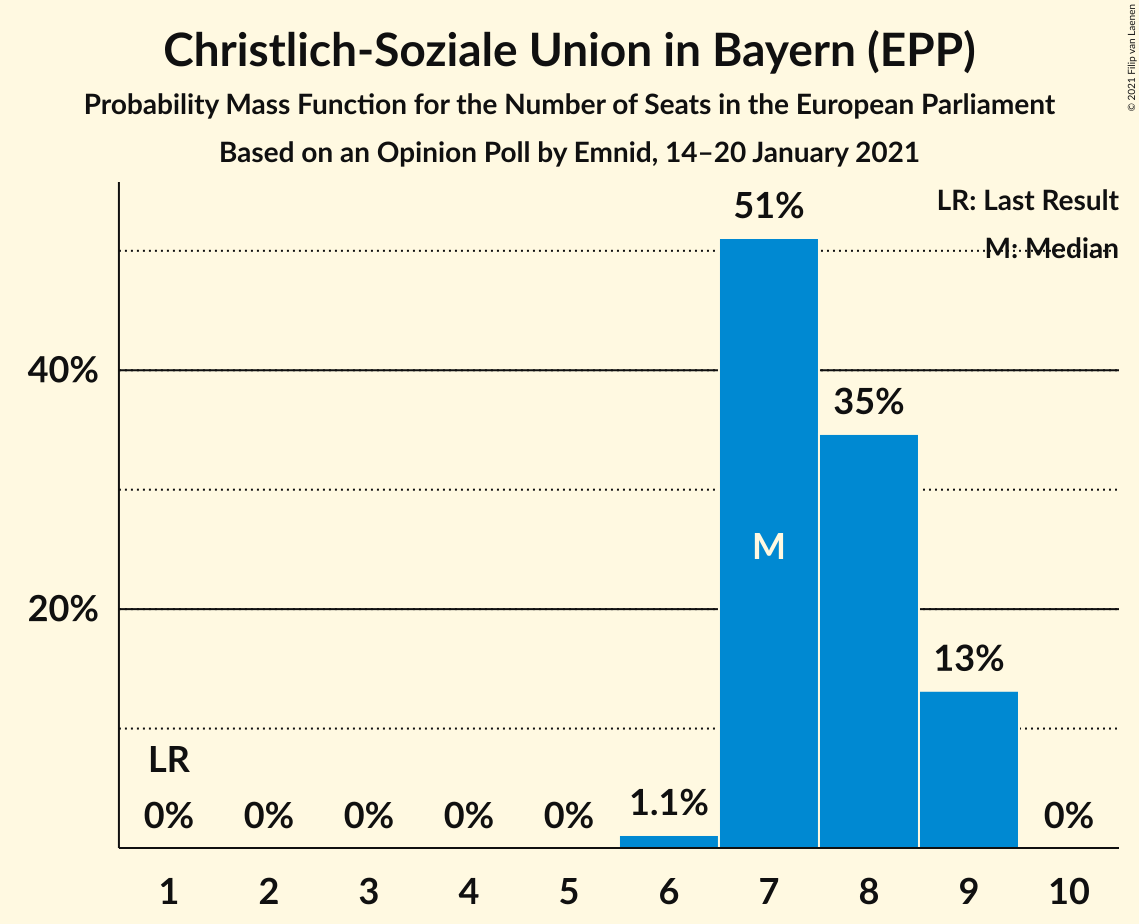 Christlich-Soziale Union in Bayern (EPP)
Probability Mass Function for the Number of Seats in the European Parliament
Based on an Opinion Poll by Emnid, 14–20 January 2021
© 2021 Filip van Laenen
LR: Last Result
M: Median
51%
40%
35%
M
20%
13%
LR
0% 0% 0% 0% 0% 1.1% 0%
1 2 3 4 5 6 7 8 9 10